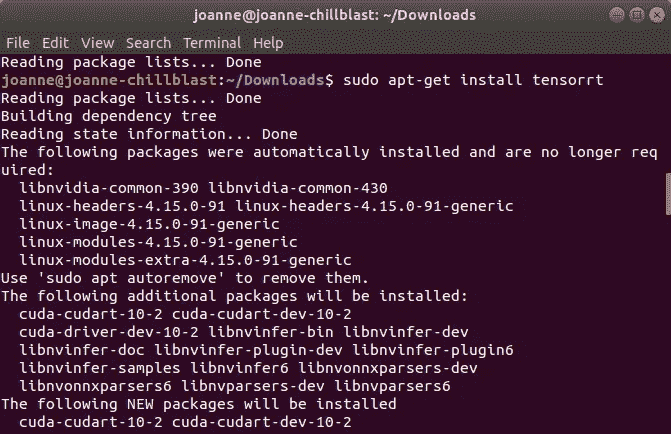 joanne@joanne-chillblast: ~/Downloads
File Edit View Search Terminal Help
Reading package lists... Done
joanne@joanne-chillblast:~/Downloads$ sudo apt-get install tensorrt
Reading package lists... Done
Building dependency tree
Reading state information... Done
The following packages were automatically installed and are no longer req
uired:
  libnvidia-common-390 libnvidia-common-430
  linux-headers-4.15.0-91 linux-headers-4.15.0-91-generic
  linux-image-4.15.0-91-generic
  linux-modules-4.15.0-91-generic
  linux-modules-extra-4.15.0-91-generic
Use 'sudo apt autoremove' to remove them.
The following additional packages will be installed:
  cuda-cudart-10-2 cuda-cudart-dev-10-2
  cuda-driver-dev-10-2 libnvinfer-bin libnvinfer-dev
  libnvinfer-doc libnvinfer-plugin-dev libnvinfer-plugin6
  libnvinfer-samples libnvinfer6 libnvonnxparsers-dev
  libnvonnxparsers6 libnvparsers-dev libnvparsers6
The following NEW packages will be installed
  cuda-cudart-10-2 cuda-cudart-dev-10-2